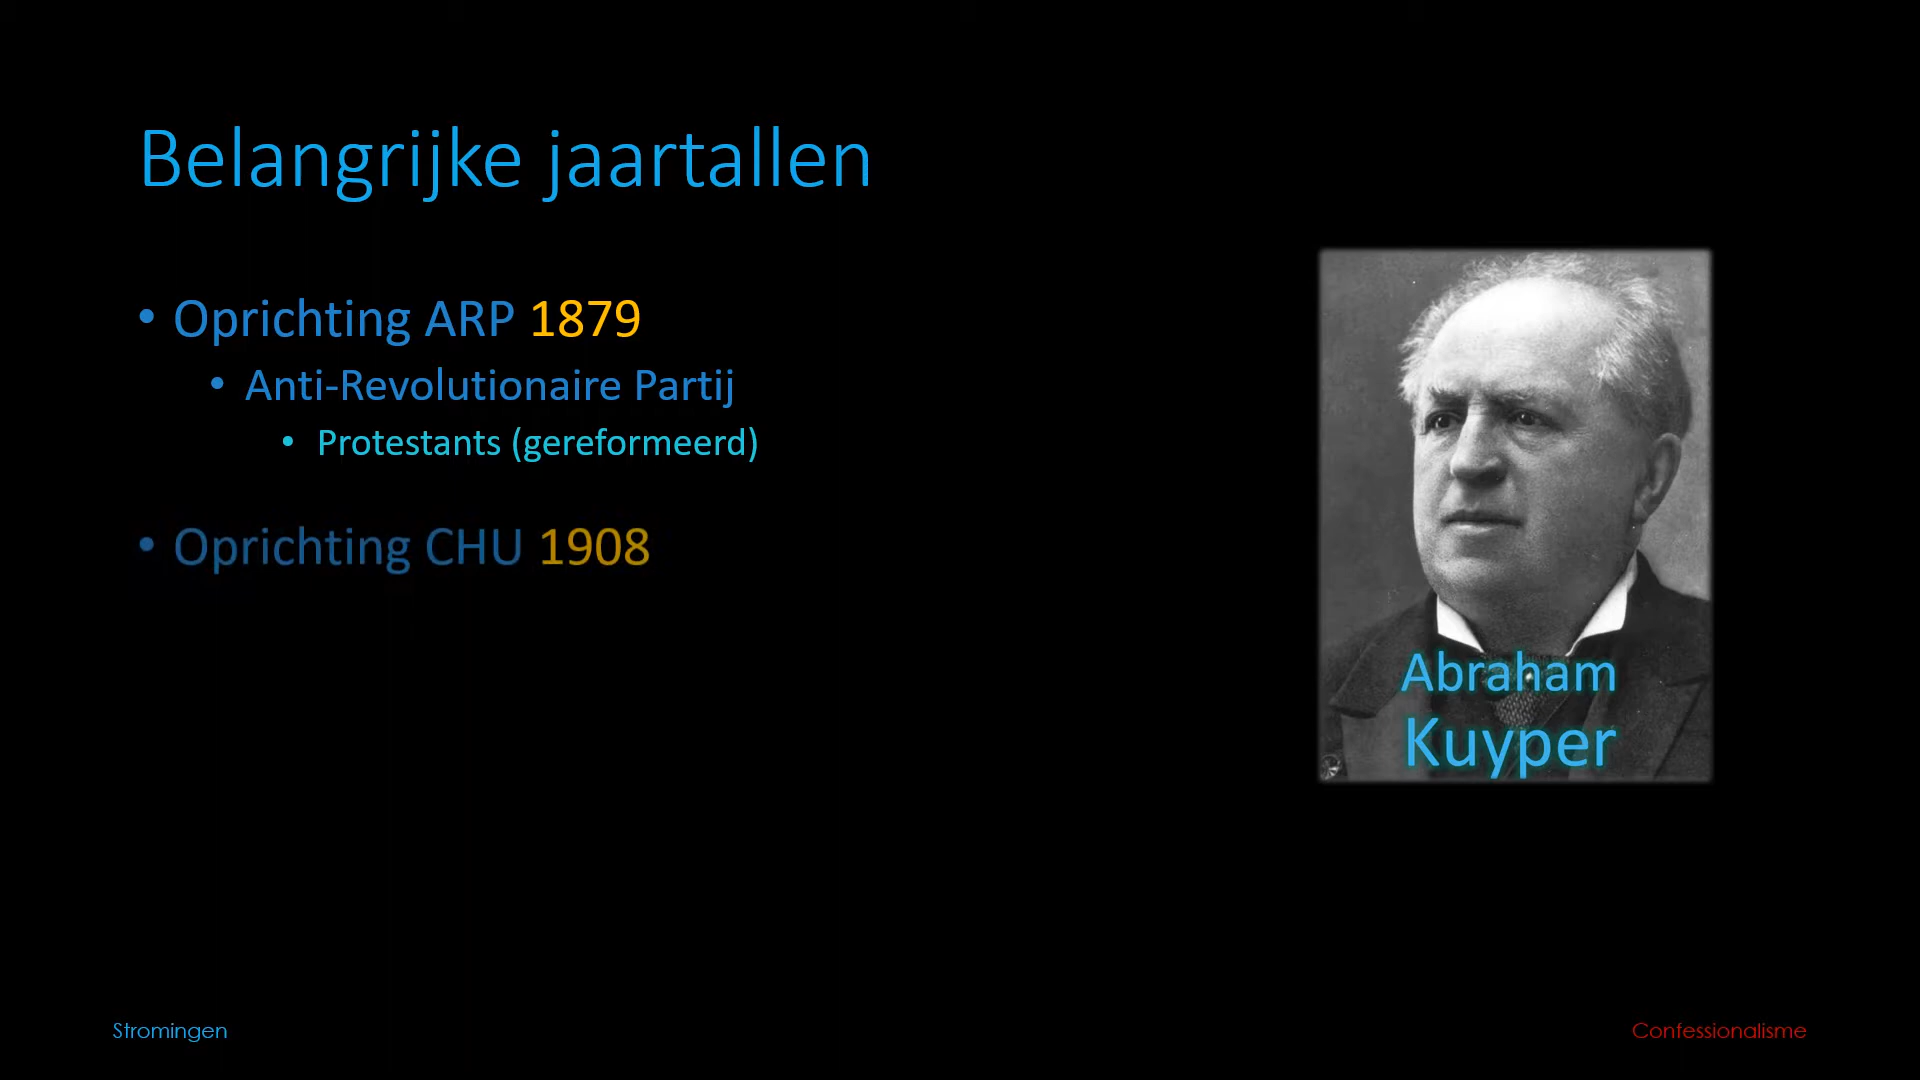 Belangrijke jaartallen
• Oprichting ARP 1879
• Anti-Revolutionaire Partij
• Protestants (gereformeerd)
• Oprichting CHU 1908
Abraham
Kuyper
Stromingen
Confessionalisme